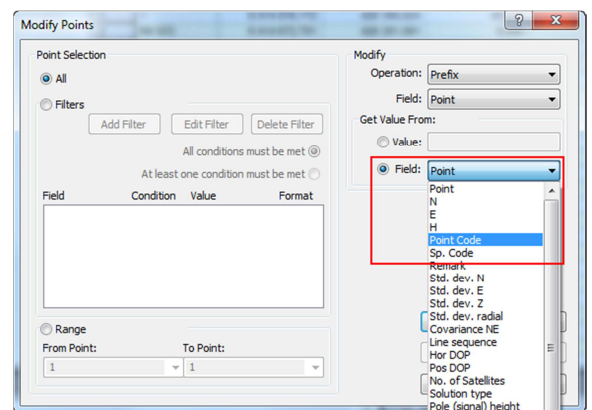 Modify Points
Point Selection
All
Filters
Add Filter Edit Filter Delete Filter
All conditions must be met
At least one condition must be met
Field Condition Value Format
Range
From Point: To Point:
1 1
Modify
Operation: Prefix
Field: Point
Get Value From:
Value:
Field: Point
Point
N
E
H
Point Code
Sp. Code
Remark
Std. dev. N
Std. dev. E
Std. dev. Z
Std. dev. radial
Covariance NE
Line sequence
Hor DOP
Pos DOP
No. of Satellites
Solution type
Pole (signal) height